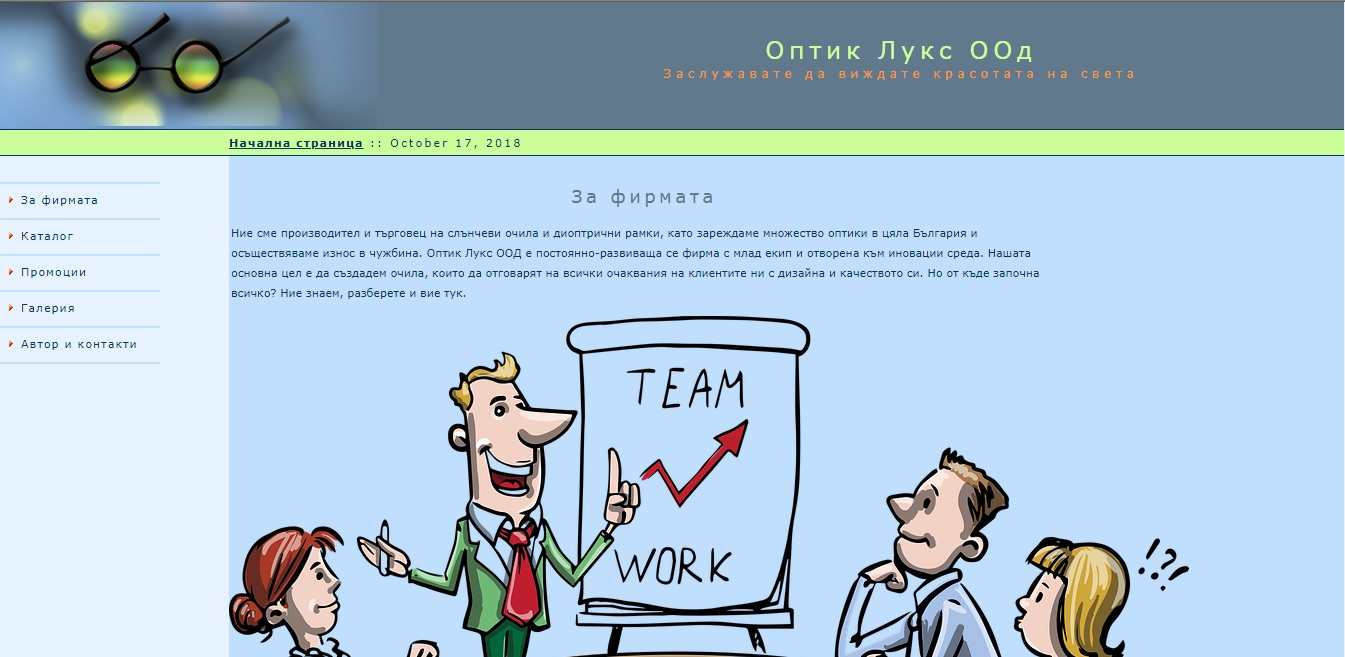 Оптик Лукс ООд
Заслужавате да виждате красотата на света
Начална страница :: October 17, 2018
За фирмата
Каталог
Промоции
Галерия
Автор и контакти
За фирмата
Ние сме производител и търговец на слънчеви очила и диоптрични рамки, като зареждаме множество оптики в цяла България и
осъществяваме износ в чужбина. Оптик Лукс ООД е постоянно-развиваща се фирма с млад екип и отворена към иновации среда. Нашата
основна цел е да създадем очила, които да отговарят на всички очаквания на клиентите ни с дизайна и качеството си. Но от къде започна
всичко? Ние знаем, разберете и вие тук.
TEAM
WORK
!?!?